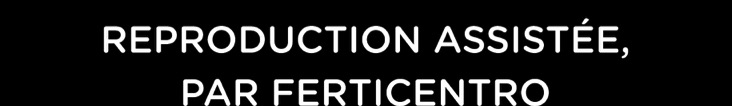 REPRODUCTION ASSISTÉE,
PAR FERTICENTRO